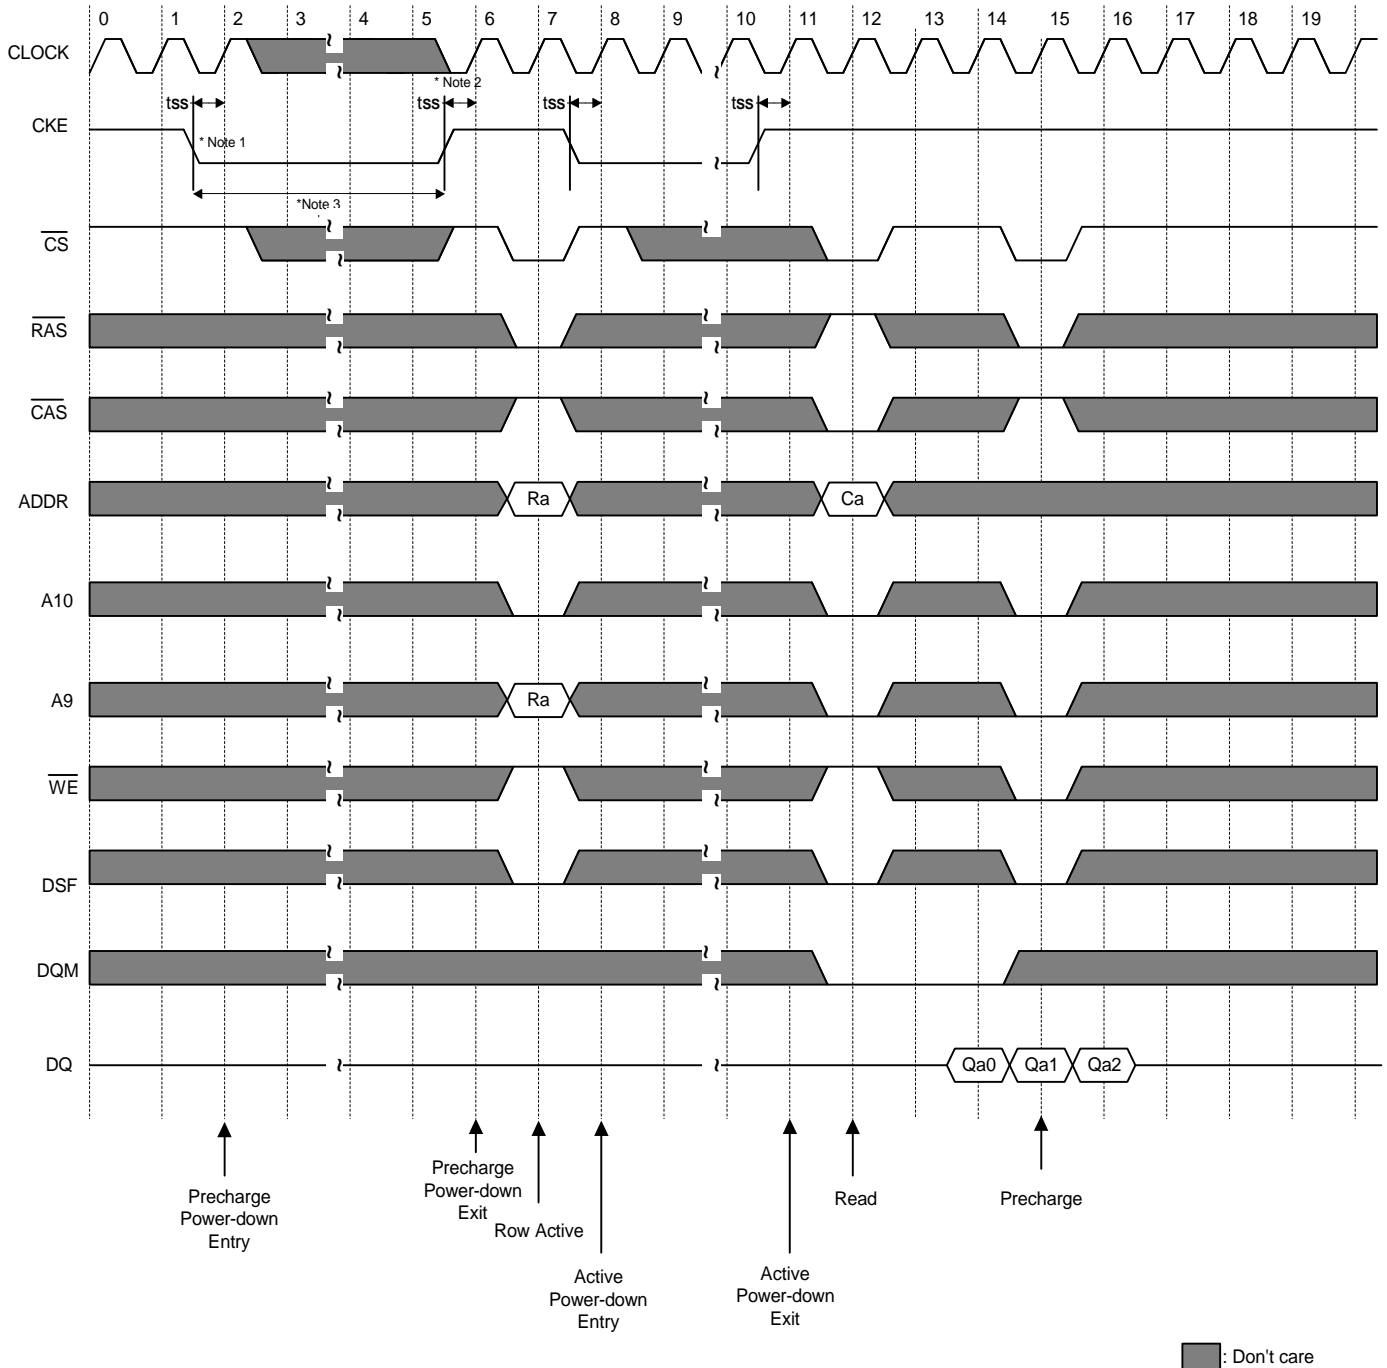 0 1 2 3 4 5 6 7 8 9 10 11 12 13 14 15 16 17 18 19
CLOCK
* Note 2
tss tss tss tss
CKE
* Note 1
*Note 3
CS
RAS
CAS
ADDR Ra Ca
A10
A9 Ra
WE
DSF
DQM
DQ Qa0 Qa1 Qa2
Precharge
Power-down
Entry
Precharge
Power-down
Exit
Row Active
Active
Power-down
Entry
Active
Power-down
Exit
Read
Precharge
: Don't care